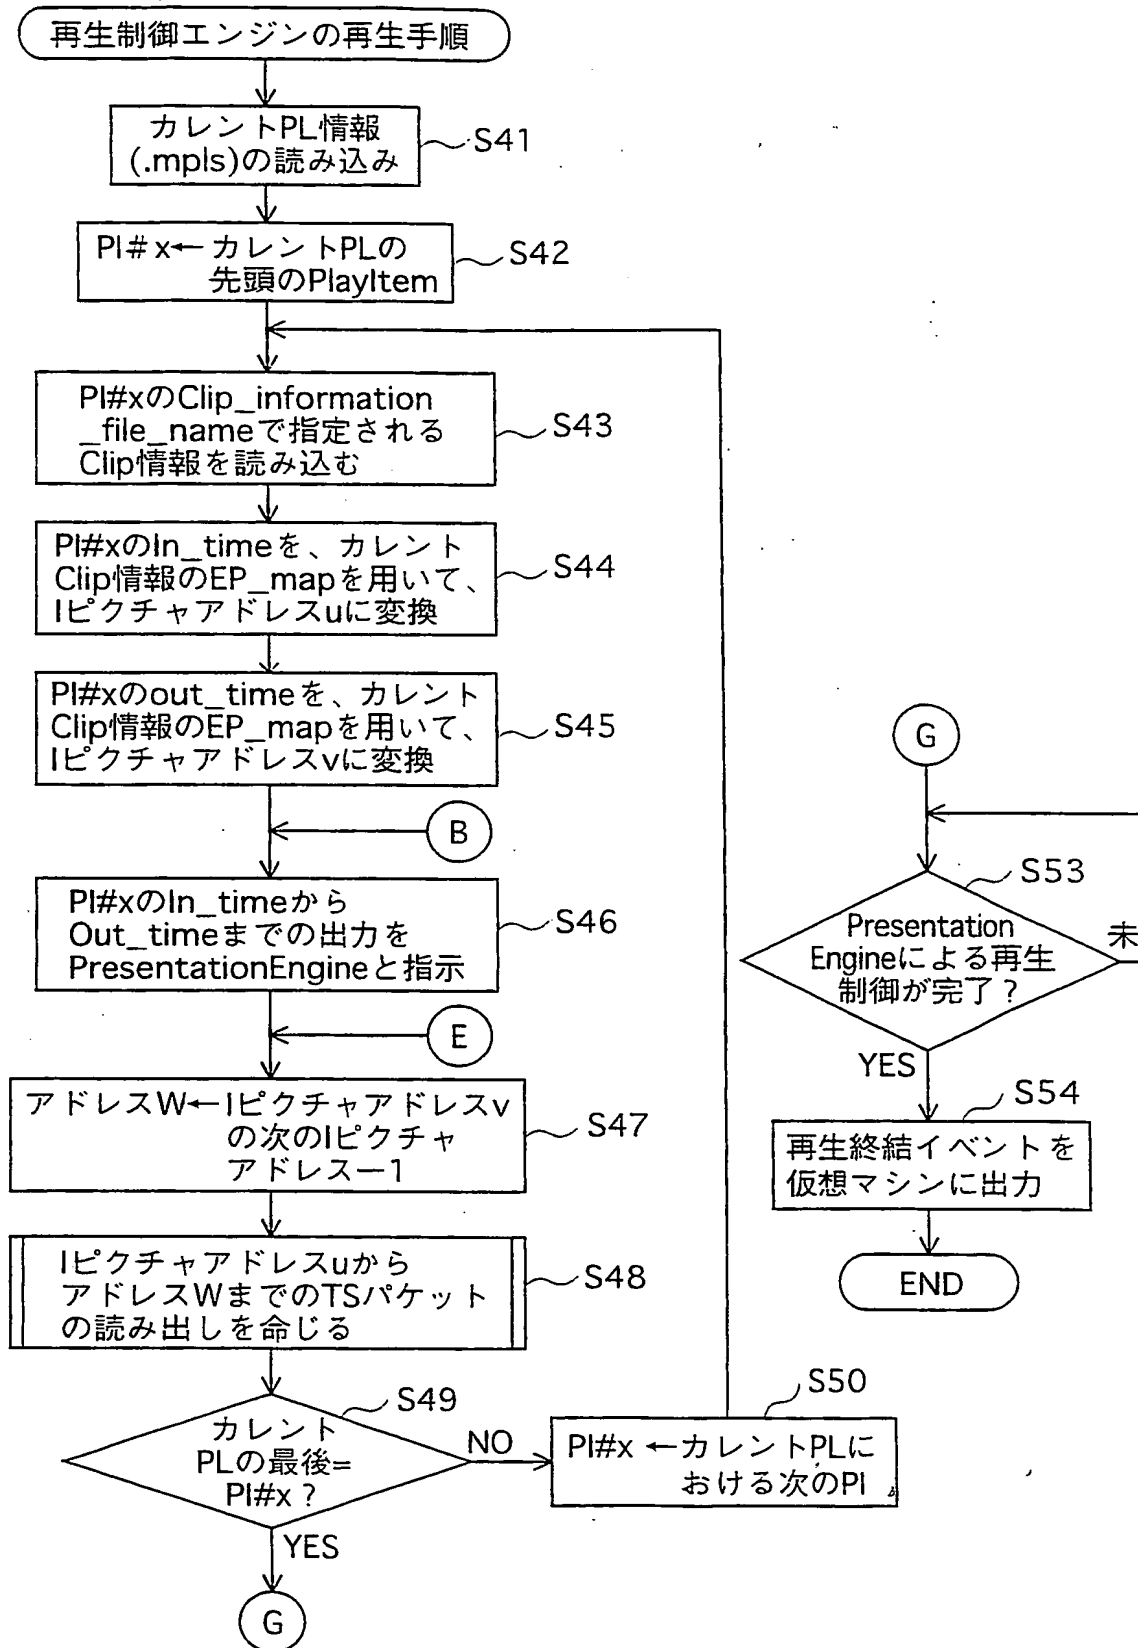 再生制御エンジンの再生手順
カレントPL情報
(.mpls)の読み込み
S41
PI#x←カレントPLの
先頭のPlayItem
S42
PI#xのClip_information
_file_nameで指定される
Clip情報を読み込む
S43
PI#xのIn_timeを、カレント
Clip情報のEP_mapを用いて、
Iピクチャアドレスuに変換
S44
PI#xのout_timeを、カレント
Clip情報のEP_mapを用いて、
Iピクチャアドレスvに変換
S45
B
PI#xのIn_timeから
Out_timeまでの出力を
PresentationEngineと指示
S46
E
アドレスW←Iピクチャアドレスv
の次のIピクチャ
アドレスー1
S47
Iピクチャアドレスuから
アドレスWまでのTSパケット
の読み出しを命じる
S48
カレント
PLの最後=
PI#x?
S49
NO
PI#x ←カレントPLに
おける次のPI
S50
YES
G
G
Presentation
Engineによる再生
制御が完了?
S53
未
YES
再生終結イベントを
仮想マシンに出力
S54
END